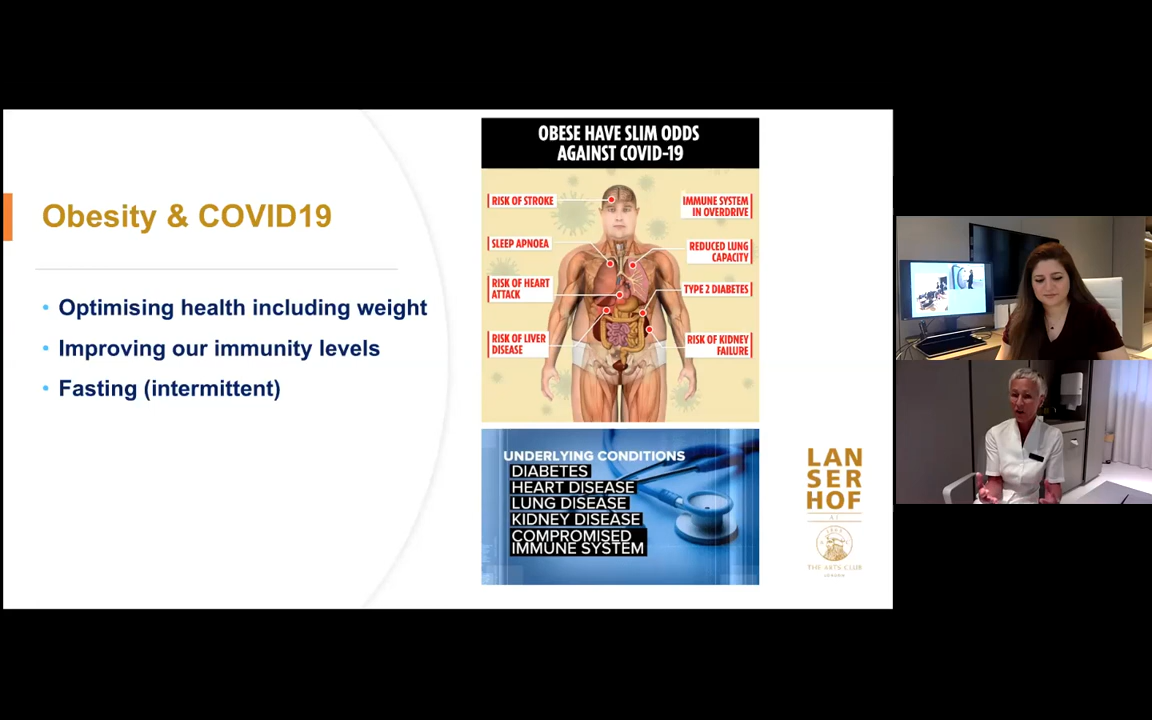 Obesity & COVID19
Optimising health including weight
Improving our immunity levels
Fasting (intermittent)
OBESE HAVE SLIM ODDS
AGAINST COVID-19
RISK OF STROKE
SLEEP APNOEA
RISK OF HEART
ATTACK
RISK OF LIVER
DISEASE
IMMUNE SYSTEM
IN OVERDRIVE
REDUCED LUNG
CAPACITY
TYPE 2 DIABETES
RISK OF KIDNEY
FAILURE
UNDERLYING CONDITIONS
DIABETES
HEART DISEASE
LUNG DISEASE
KIDNEY DISEASE
COMPROMISED
IMMUNE SYSTEM
LAN
SER
HOF
AT
THE ARTS CLUB
LONDON